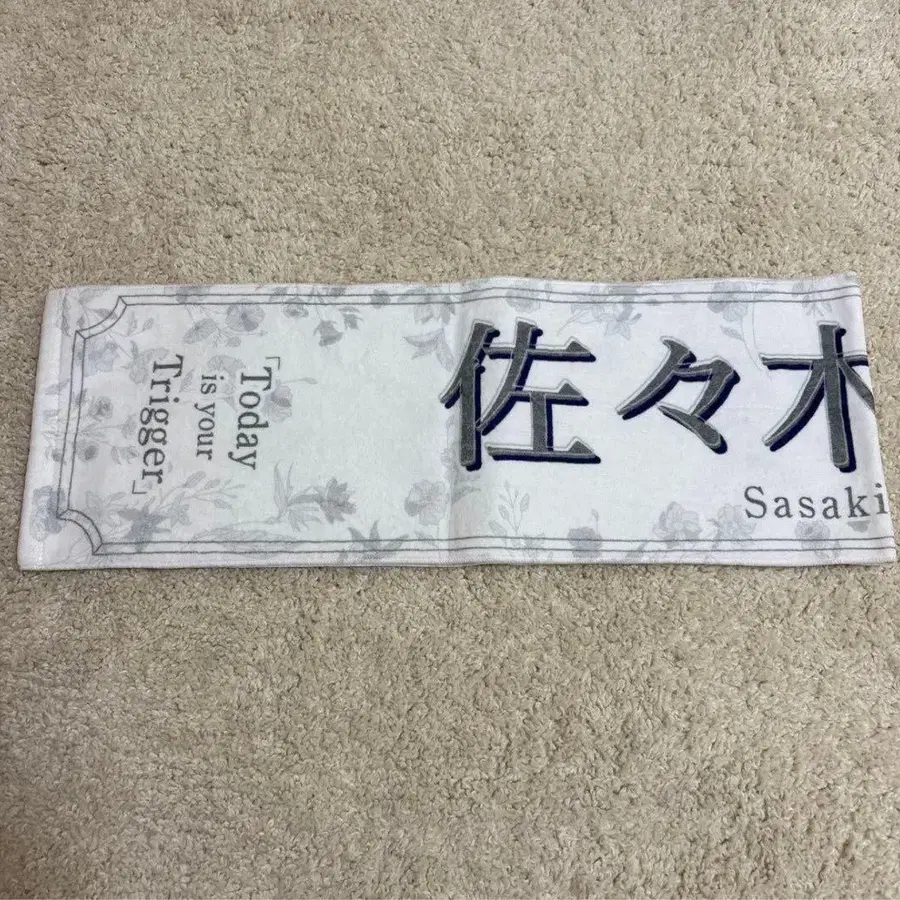 「Today
is your
Trigger」
佐々木
Sasaki